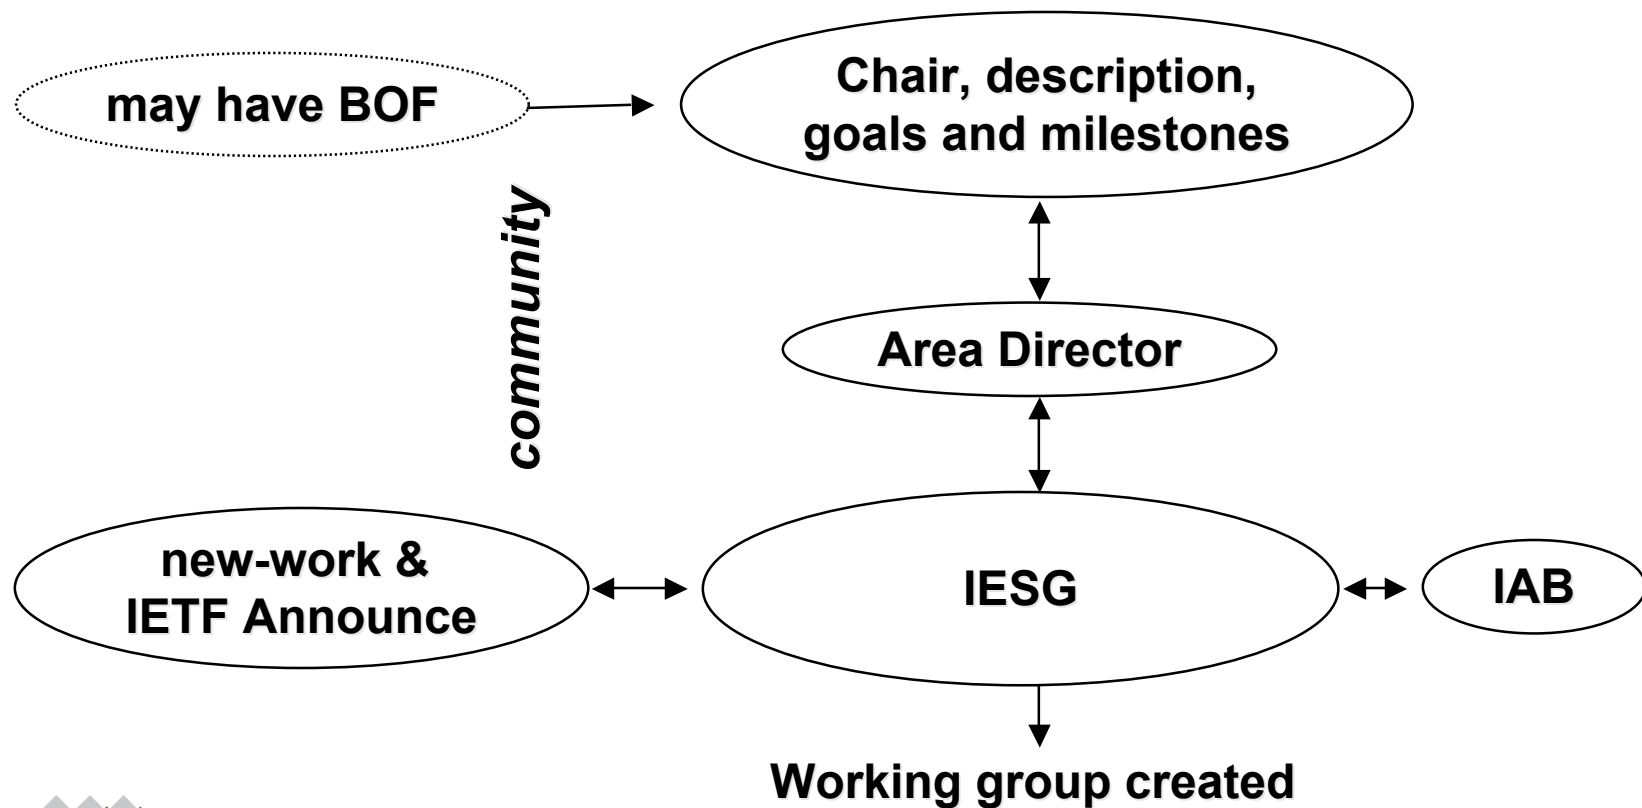 may have BOF
Chair, description,
goals and milestones
community
Area Director
new-work &
IETF Announce
IESG
IAB
Working group created